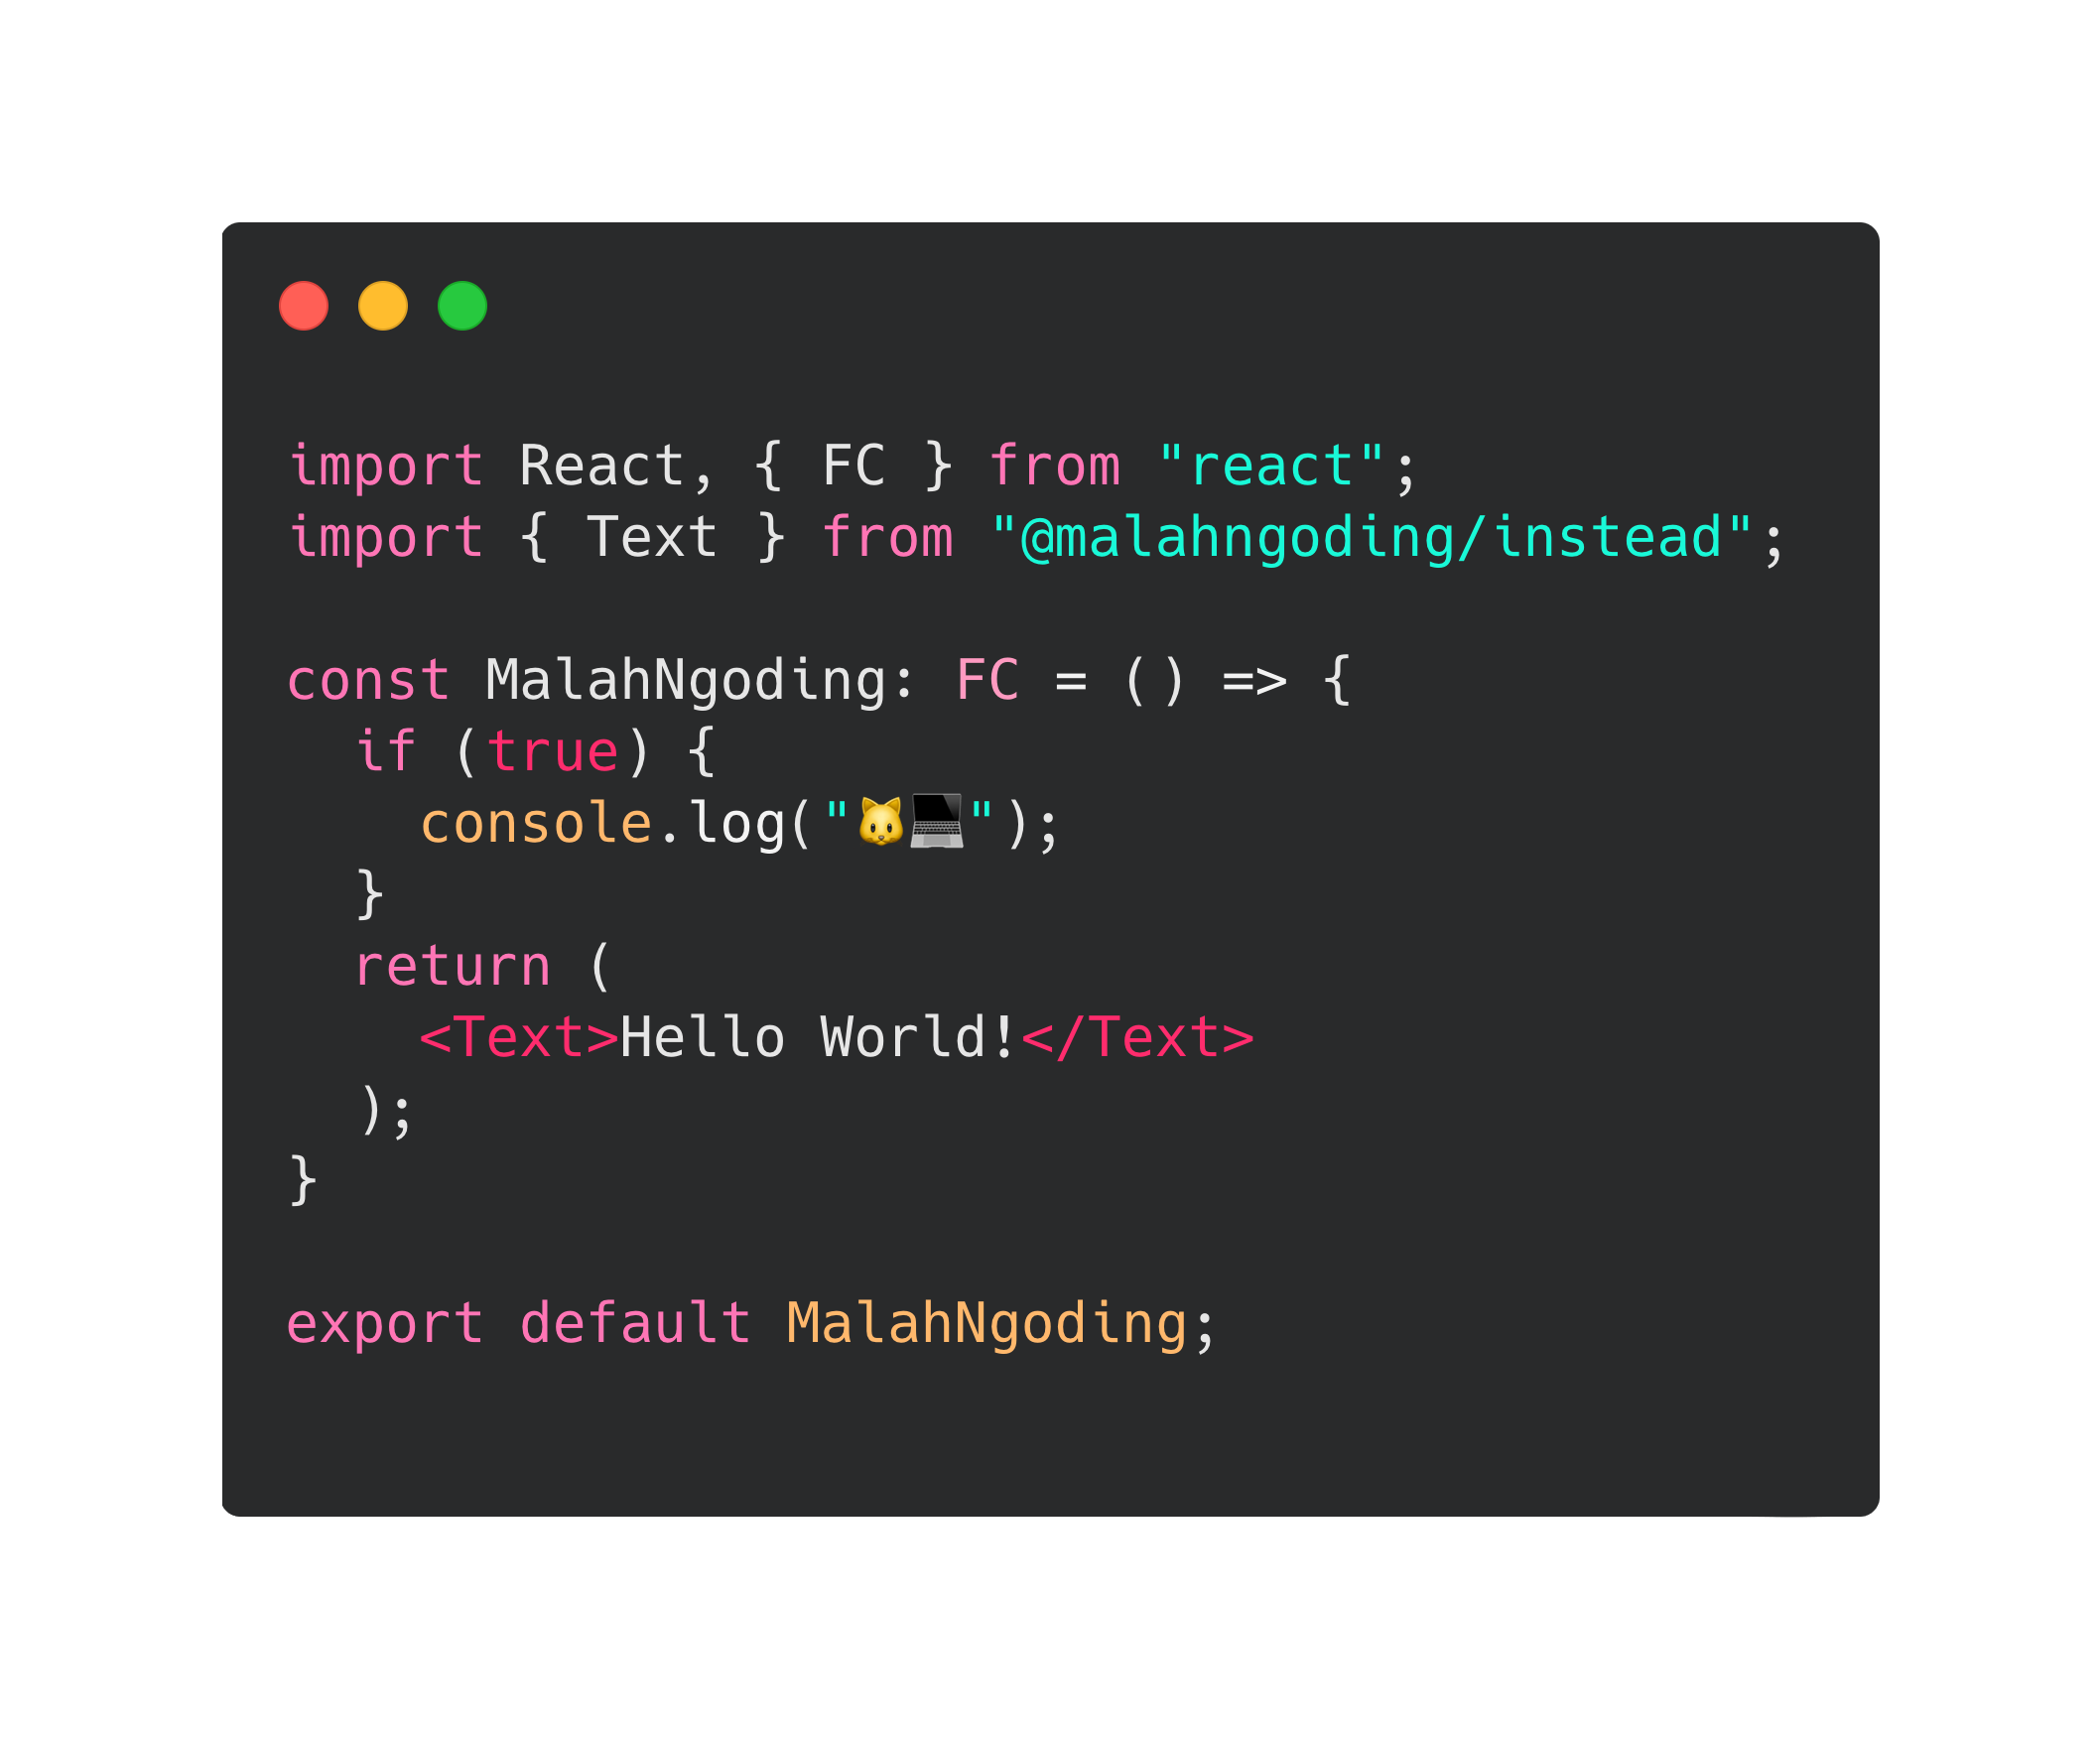 import React, { FC } from "react";
import { Text } from "@malahngoding/instead";

const MalahNgoding: FC = () => {
  if (true) {
    console.log("🐱💻");
  }
  return (
    <Text>Hello World!</Text>
  );
}

export default MalahNgoding;